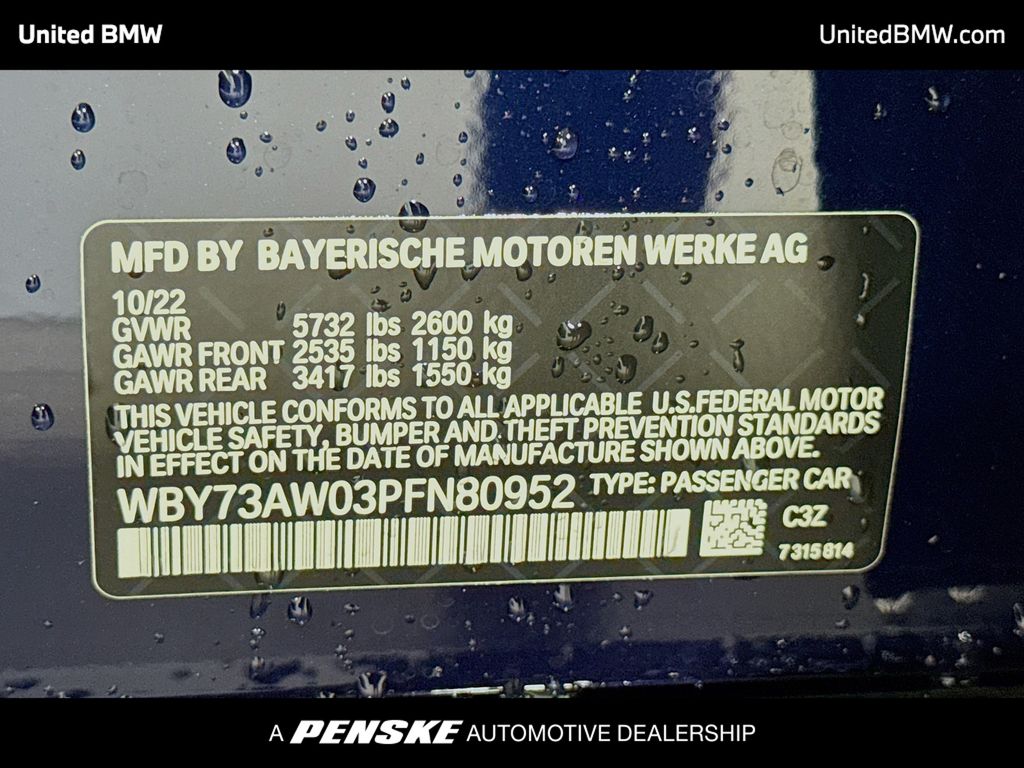 United BMW
UnitedBMW.com
MFD BY BAYERISCHE MOTOREN WERKE AG
10/22
GVWR 5732 lbs 2600 kg
GAWR FRONT 2535 lbs 1150 kg
GAWR REAR 3417 lbs 1550 kg
THIS VEHICLE CONFORMS TO ALL APPLICABLE U.S.FEDERAL MOTOR
VEHICLE SAFETY, BUMPER AND THEFT PREVENTION STANDARDS
IN EFFECT ON THE DATE OF MANUFACTURE SHOWN ABOVE.
WBY73AW03PFN80952 TYPE: PASSENGER CAR
C3Z
7315814
A PENSKE AUTOMOTIVE DEALERSHIP